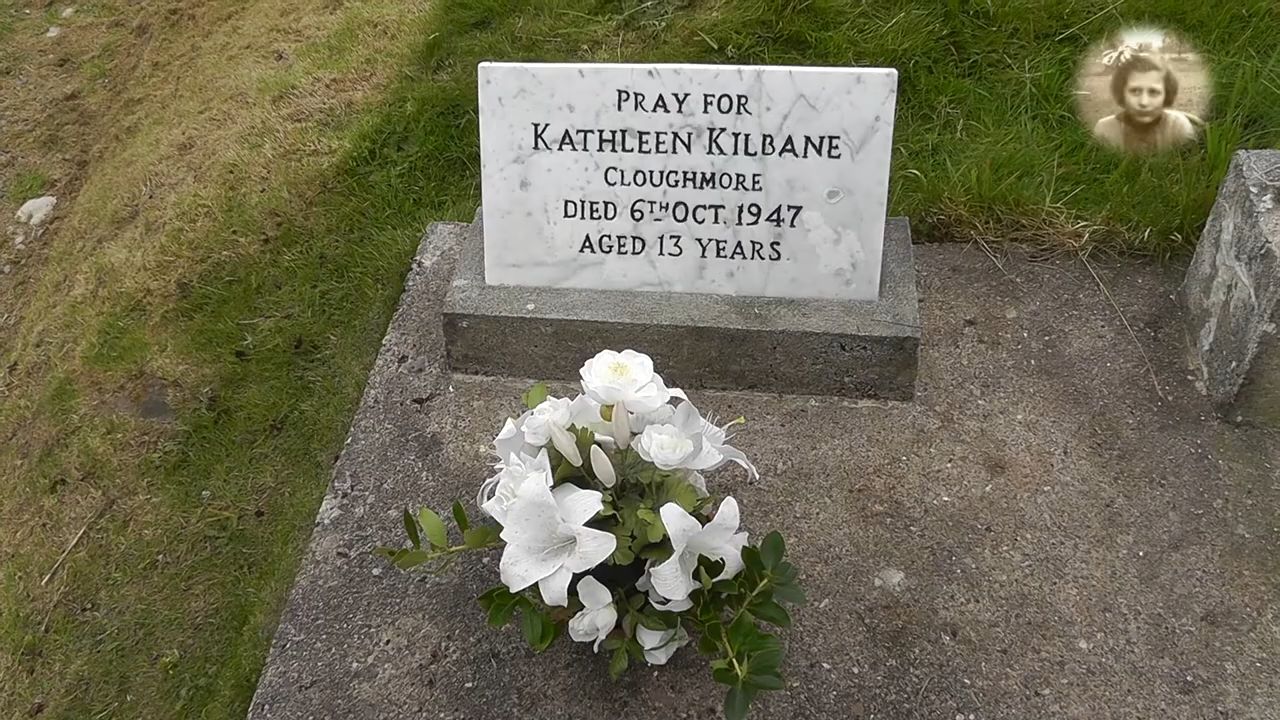 PRAY FOR
KATHLEEN KILBANE
CLOUGHMORE
DIED 6TH OCT. 1947
AGED 13 YEARS.